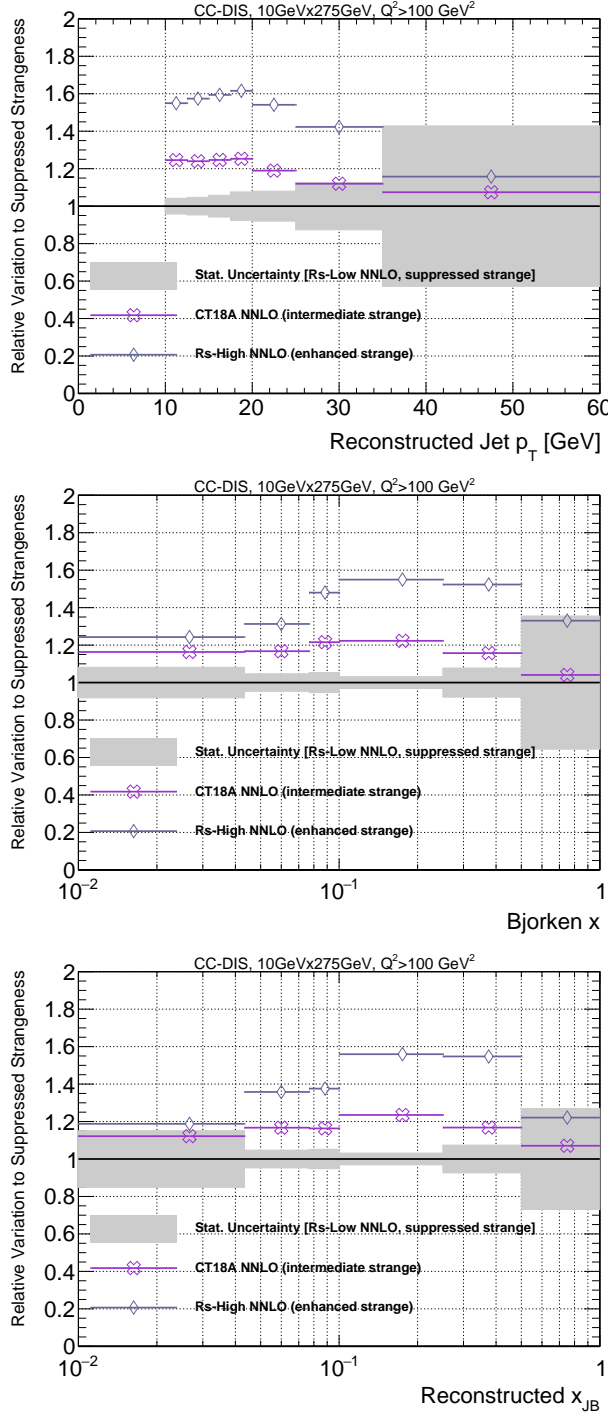 CC-DIS, 10GeVx275GeV, Q²>100 GeV²
Relative Variation to Suppressed Strangeness
2
1.8
1.6
1.4
1.2
1
0.8
0.6
0.4
0.2
0
Stat. Uncertainty [Rs-Low NNLO, suppressed strange]
CT18A NNLO (intermediate strange)
Rs-High NNLO (enhanced strange)
0 10 20 30 40 50 60
Reconstructed Jet p_T [GeV]
CC-DIS, 10GeVx275GeV, Q²>100 GeV²
Relative Variation to Suppressed Strangeness
2
1.8
1.6
1.4
1.2
1
0.8
0.6
0.4
0.2
0
Stat. Uncertainty [Rs-Low NNLO, suppressed strange]
CT18A NNLO (intermediate strange)
Rs-High NNLO (enhanced strange)
10⁻² 10⁻¹ 1
Bjorken x
CC-DIS, 10GeVx275GeV, Q²>100 GeV²
Relative Variation to Suppressed Strangeness
2
1.8
1.6
1.4
1.2
1
0.8
0.6
0.4
0.2
0
Stat. Uncertainty [Rs-Low NNLO, suppressed strange]
CT18A NNLO (intermediate strange)
Rs-High NNLO (enhanced strange)
10⁻² 10⁻¹ 1
Reconstructed x_JB